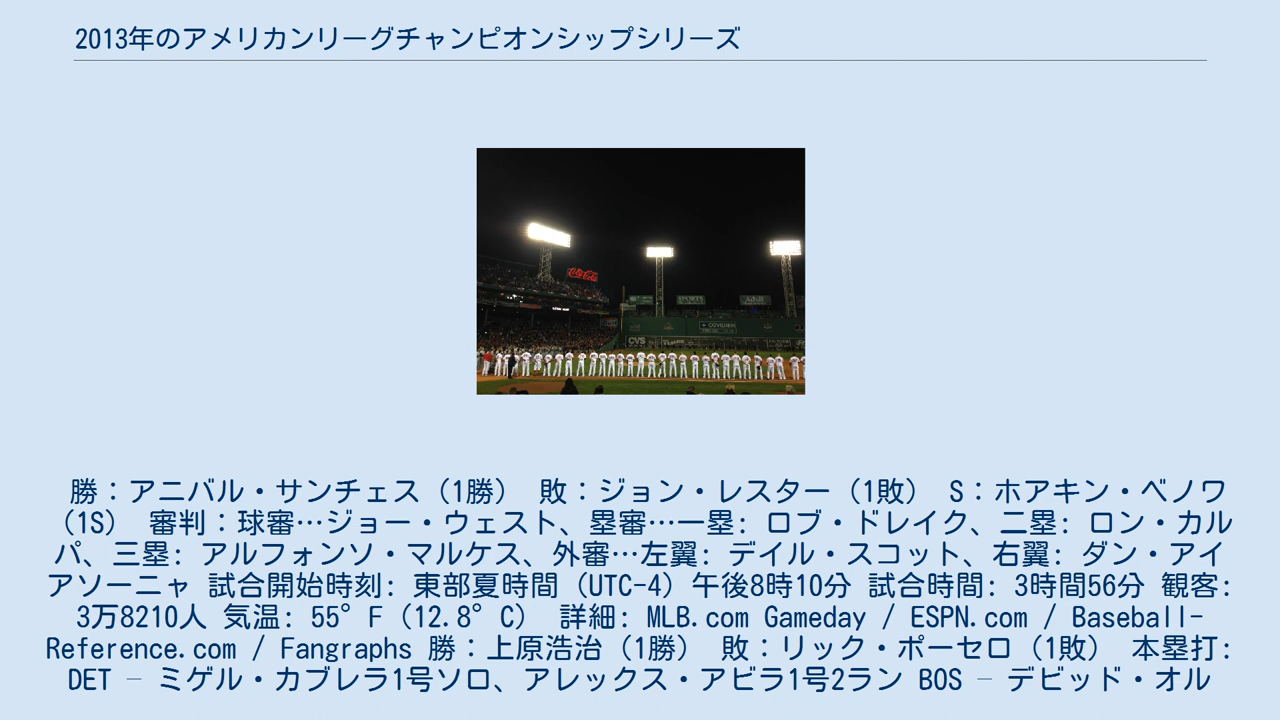 2013年のアメリカンリーグチャンピオンシップシリーズ
Coca-Cola
SPORTS
Advil
COVIDIEN
CVS
勝：アニバル・サンチェス（1勝） 敗：ジョン・レスター（1敗） S：ホアキン・ベノワ
（1S） 審判：球審…ジョー・ウェスト、塁審…一塁: ロブ・ドレイク、二塁: ロン・カル
パ、三塁: アルフォンソ・マルケス、外審…左翼: デイル・スコット、右翼: ダン・アイ
アソーニャ 試合開始時刻: 東部夏時間（UTC-4）午後8時10分 試合時間: 3時間56分 観客:
3万8210人 気温: 55°F（12.8°C） 詳細: MLB.com Gameday / ESPN.com / Baseball-
Reference.com / Fangraphs 勝：上原浩治（1勝） 敗：リック・ポーセロ（1敗） 本塁打:
DET – ミゲル・カブレラ1号ソロ、アレックス・アビラ1号2ラン BOS – デビッド・オル